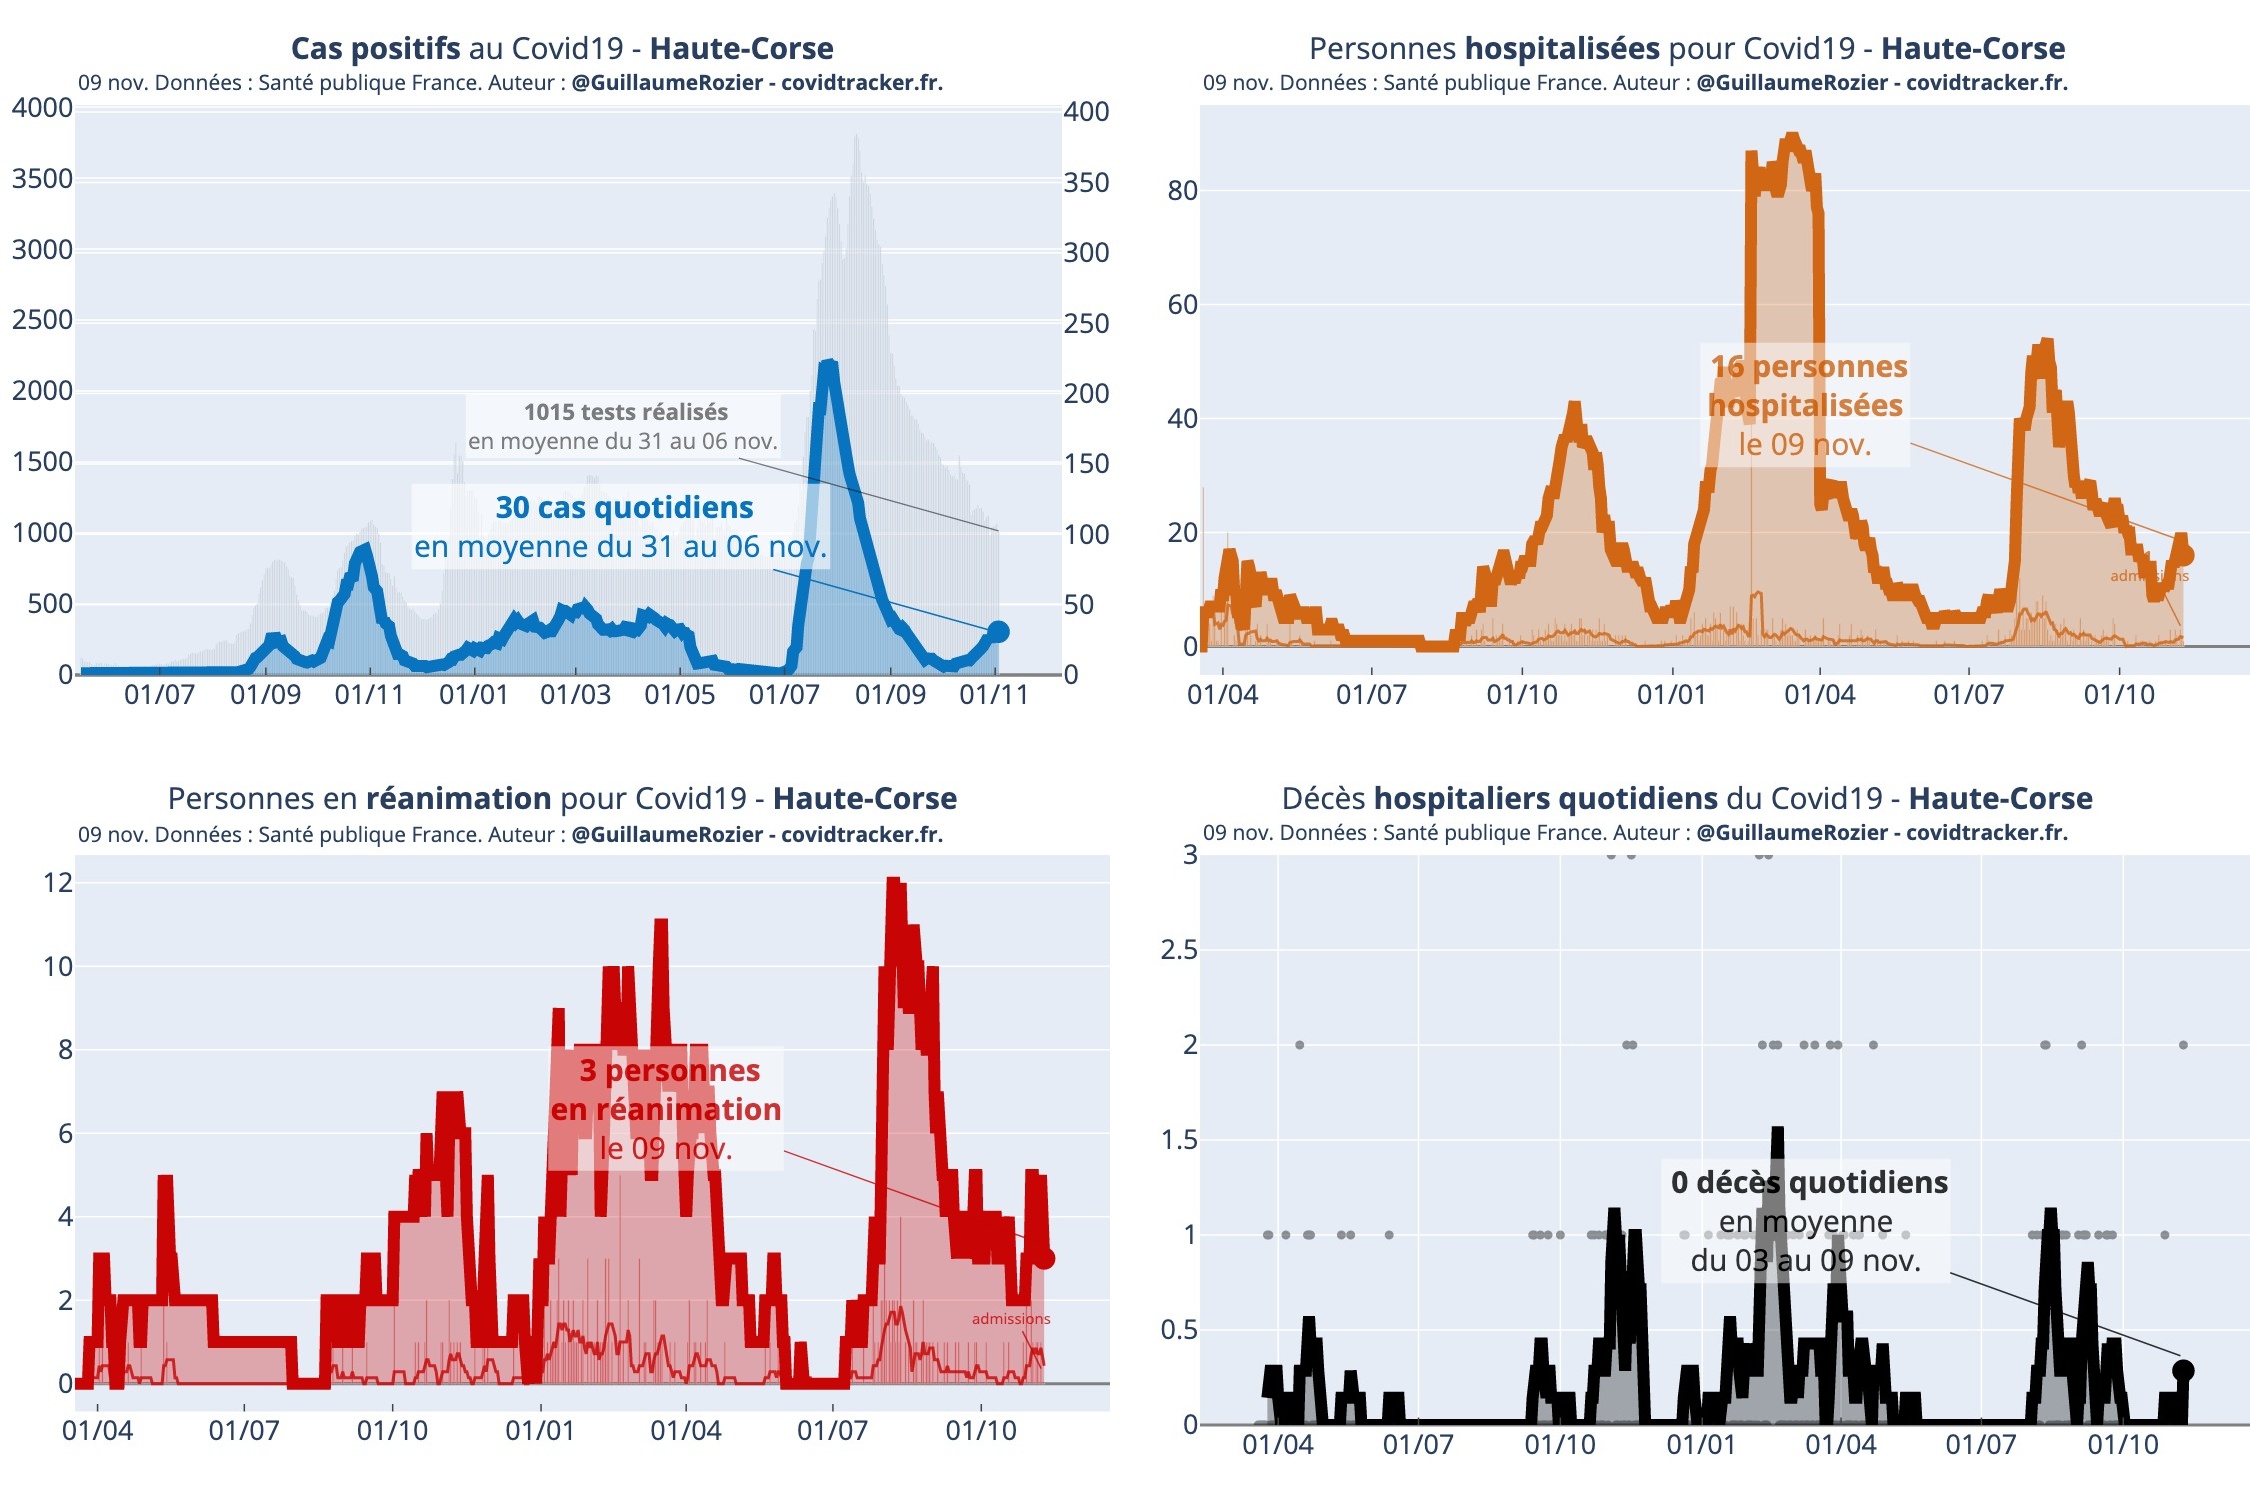 Cas positifs au Covid19 - Haute-Corse
09 nov. Données : Santé publique France. Auteur : @GuillaumeRozier - covidtracker.fr.
4000
3500
3000
2500
2000
1500
1000
500
0
400
350
300
250
200
150
100
50
0
1015 tests réalisés
en moyenne du 31 au 06 nov.
30 cas quotidiens
en moyenne du 31 au 06 nov.
01/07 01/09 01/11 01/01 01/03 01/05 01/07 01/09 01/11
Personnes hospitalisées pour Covid19 - Haute-Corse
09 nov. Données : Santé publique France. Auteur : @GuillaumeRozier - covidtracker.fr.
80
60
40
20
0
16 personnes
hospitalisées
le 09 nov.
admissions
01/04 01/07 01/10 01/01 01/04 01/07 01/10
Personnes en réanimation pour Covid19 - Haute-Corse
09 nov. Données : Santé publique France. Auteur : @GuillaumeRozier - covidtracker.fr.
12
10
8
6
4
2
0
3 personnes
en réanimation
le 09 nov.
admissions
01/04 01/07 01/10 01/01 01/04 01/07 01/10
Décès hospitaliers quotidiens du Covid19 - Haute-Corse
09 nov. Données : Santé publique France. Auteur : @GuillaumeRozier - covidtracker.fr.
3
2.5
2
1.5
1
0.5
0
0 décès quotidiens
en moyenne
du 03 au 09 nov.
01/04 01/07 01/10 01/01 01/04 01/07 01/10